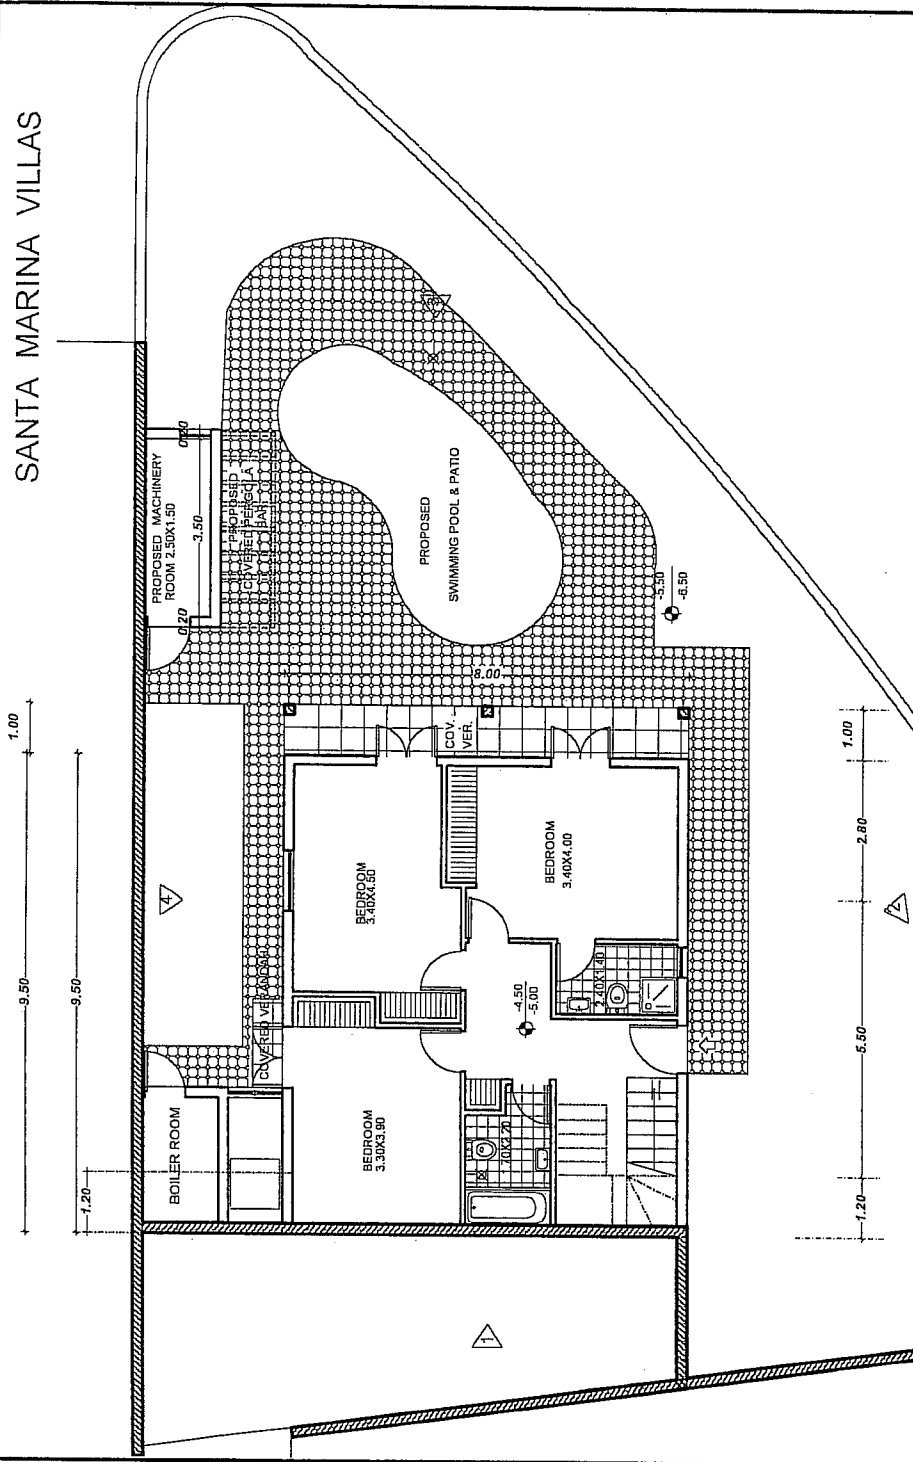 SANTA MARINA VILLAS
PROPOSED MACHINERY
ROOM 2.50X1.50
3.50
0.20
0.20
PROPOSED
COVERED PERGOLA
BAR
PROPOSED
SWIMMING POOL & PATIO
3
-5.50
-6.50
8.00
1.00
9.50
9.50
1.20
COV.
VER.
4
BEDROOM
3.40X4.50
BEDROOM
3.40X4.00
COVERED VERANDAH
2.40X1.40
-4.50
-5.00
BOILER ROOM
BEDROOM
3.30X3.90
1
1.00
2.80
5.50
1.20
2